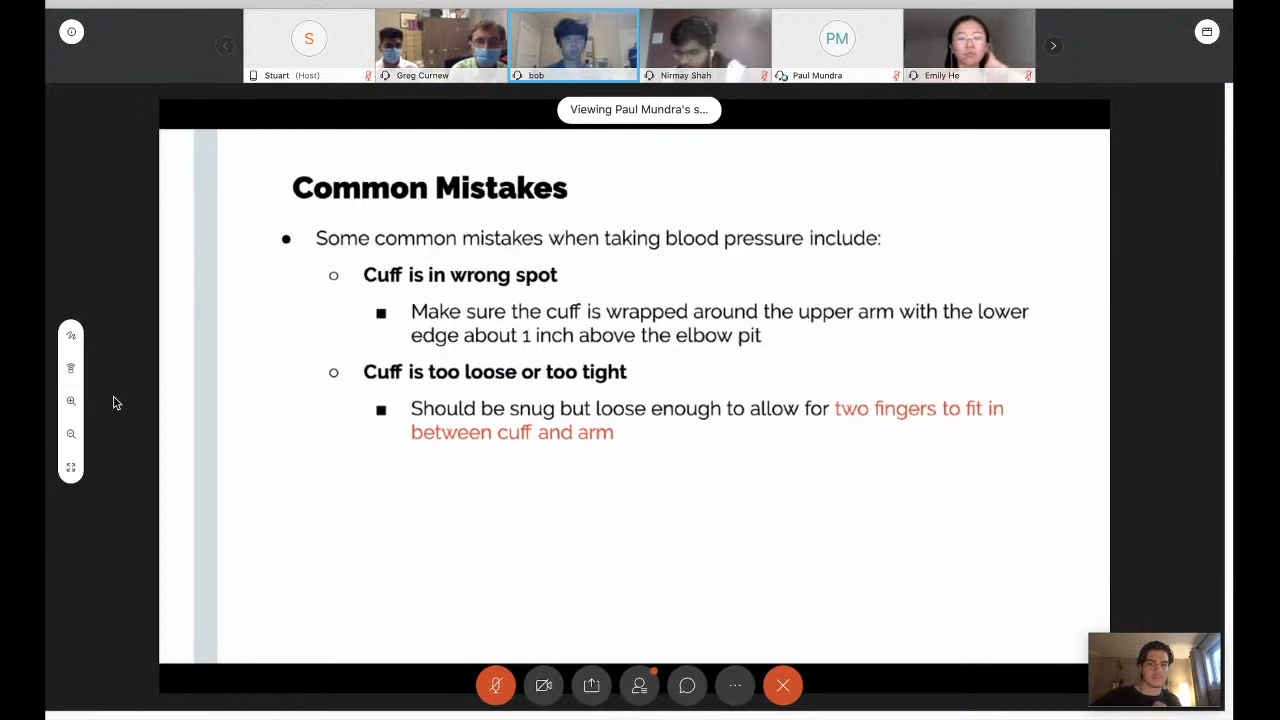 S
PM
Stuart (Host)
Greg Curnew
bob
Nirmay Shah
Paul Mundra
Emily He
Viewing Paul Mundra's s...
Common Mistakes
● Some common mistakes when taking blood pressure include:
○ Cuff is in wrong spot
■ Make sure the cuff is wrapped around the upper arm with the lower
edge about 1 inch above the elbow pit
○ Cuff is too loose or too tight
■ Should be snug but loose enough to allow for two fingers to fit in
between cuff and arm